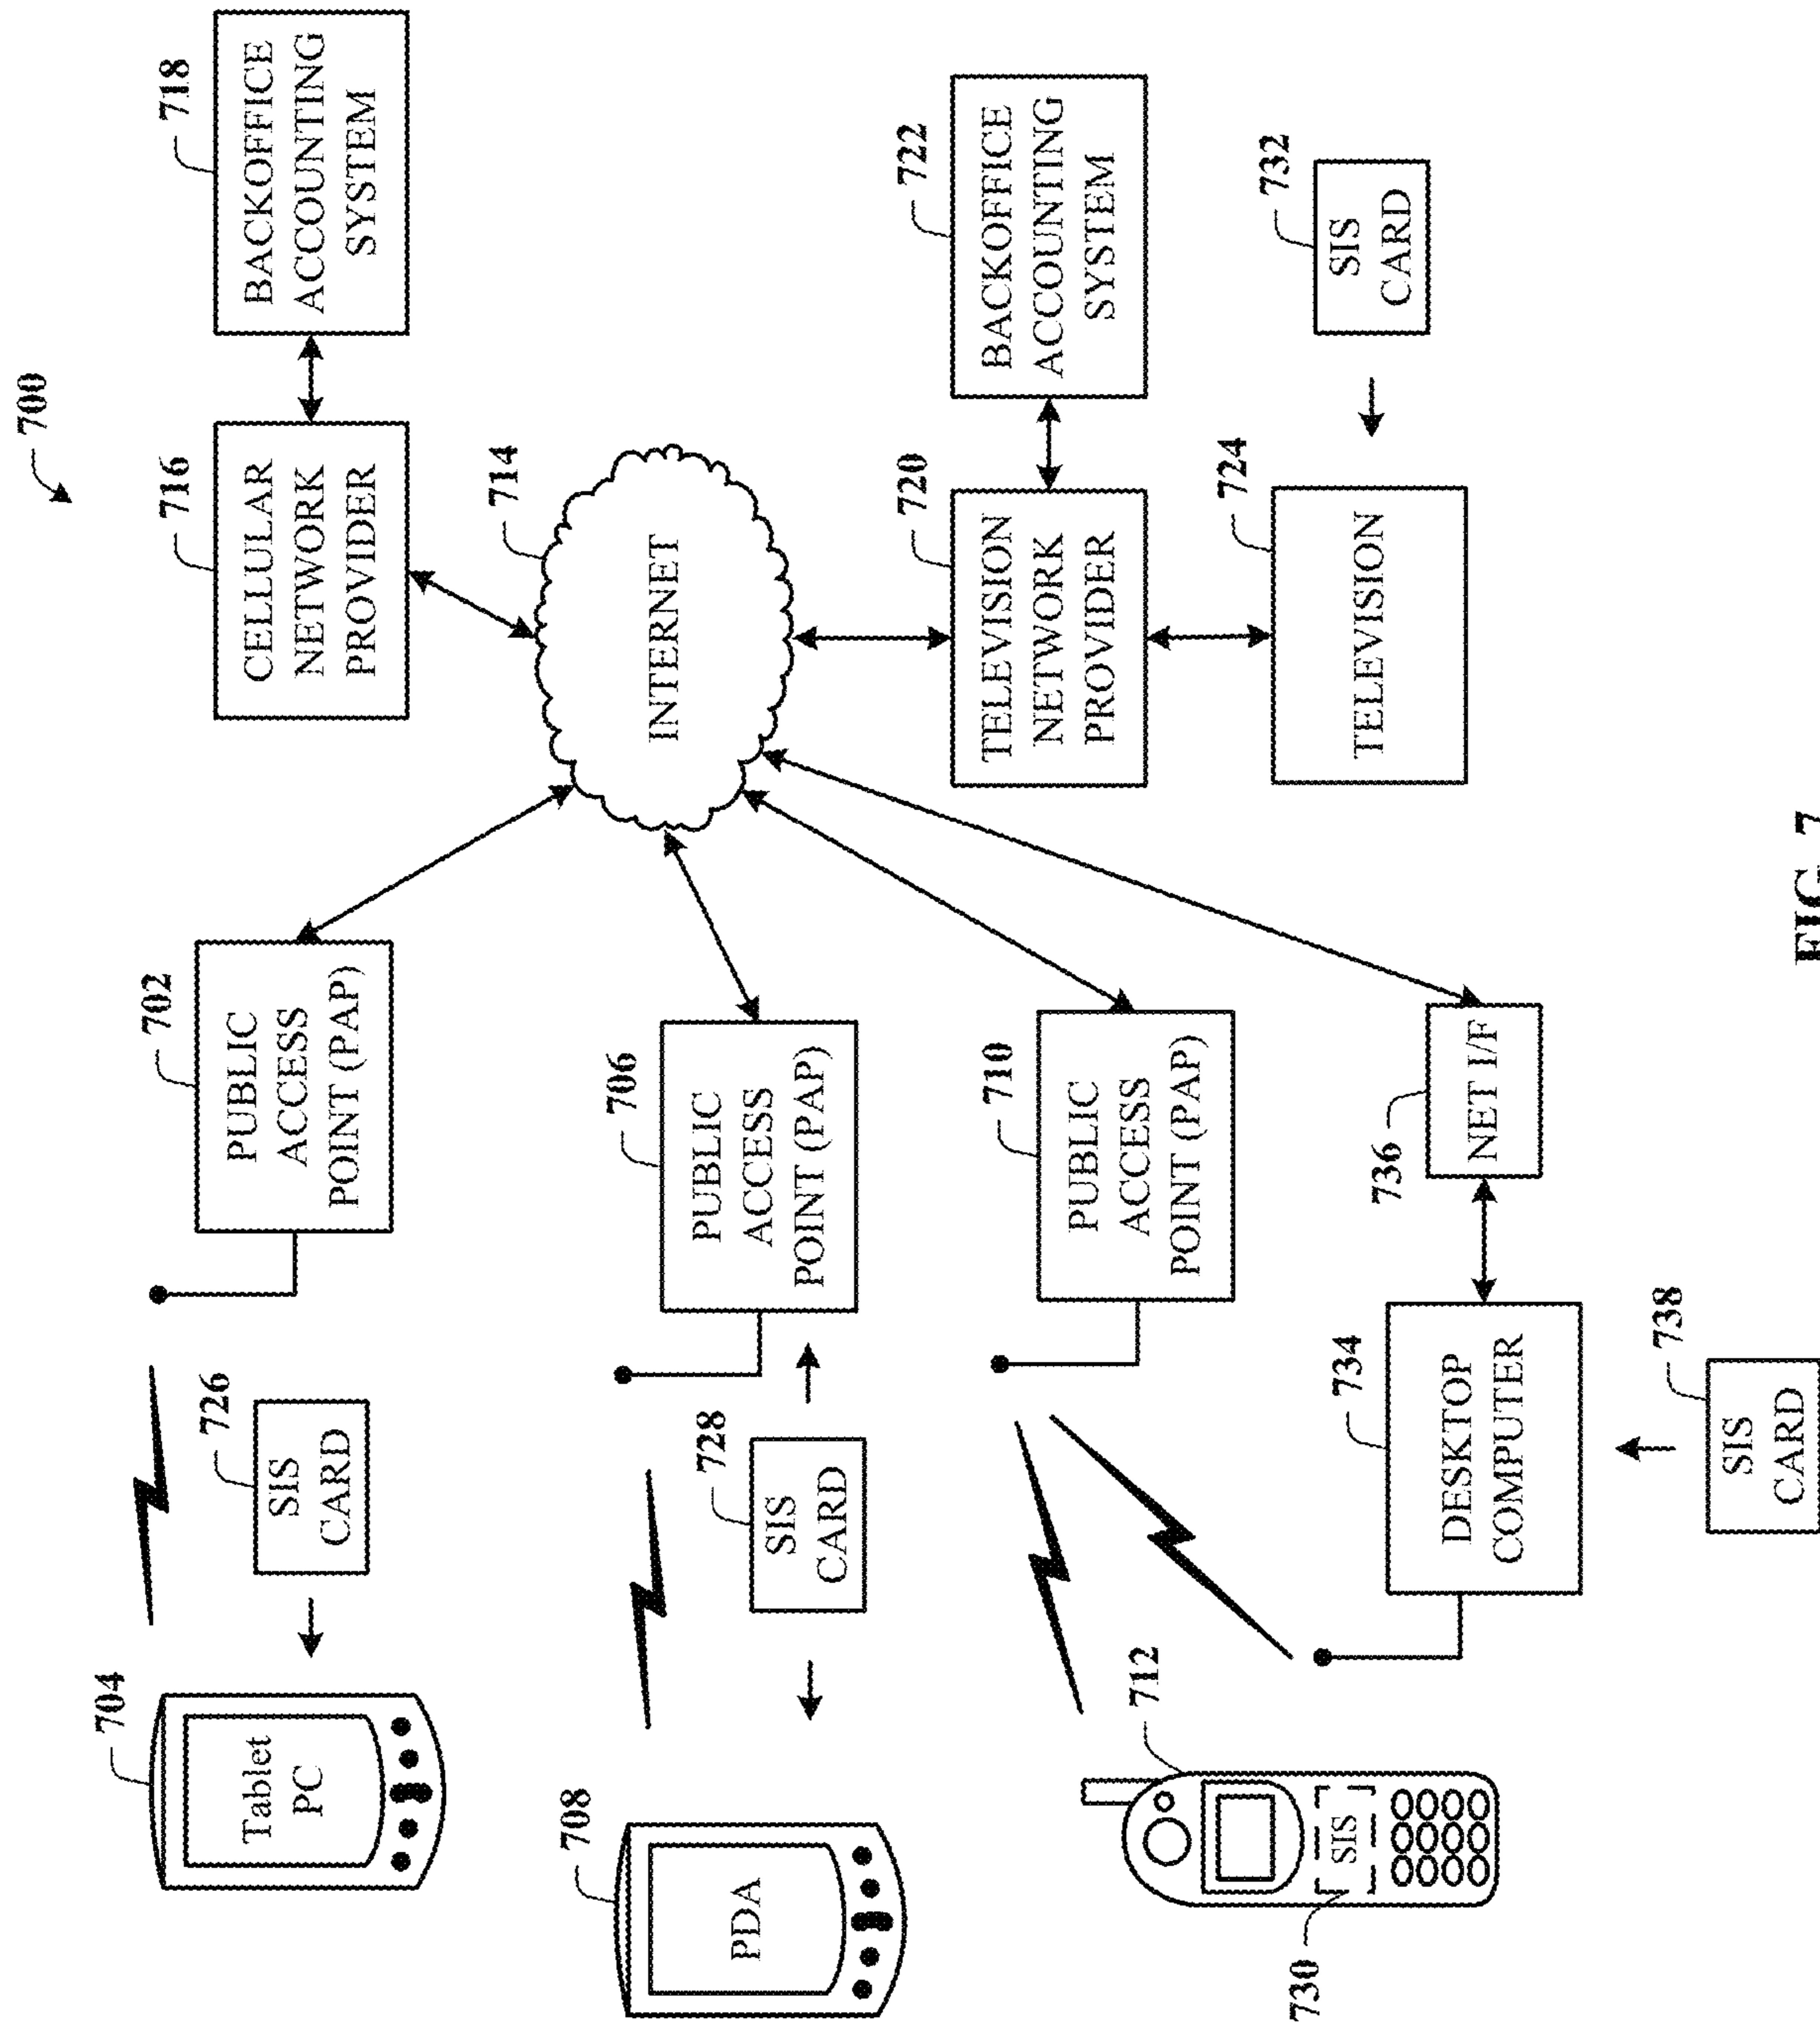 700
704
Tablet
PC
726
SIS
CARD
702
PUBLIC
ACCESS
POINT (PAP)
716
CELLULAR
NETWORK
PROVIDER
718
BACKOFFICE
ACCOUNTING
SYSTEM
714
INTERNET
708
PDA
728
SIS
CARD
706
PUBLIC
ACCESS
POINT (PAP)
720
TELEVISION
NETWORK
PROVIDER
722
BACKOFFICE
ACCOUNTING
SYSTEM
712
SIS
730
710
PUBLIC
ACCESS
POINT (PAP)
724
TELEVISION
732
SIS
CARD
734
DESKTOP
COMPUTER
736
NET I/F
738
SIS
CARD
FIG. 7